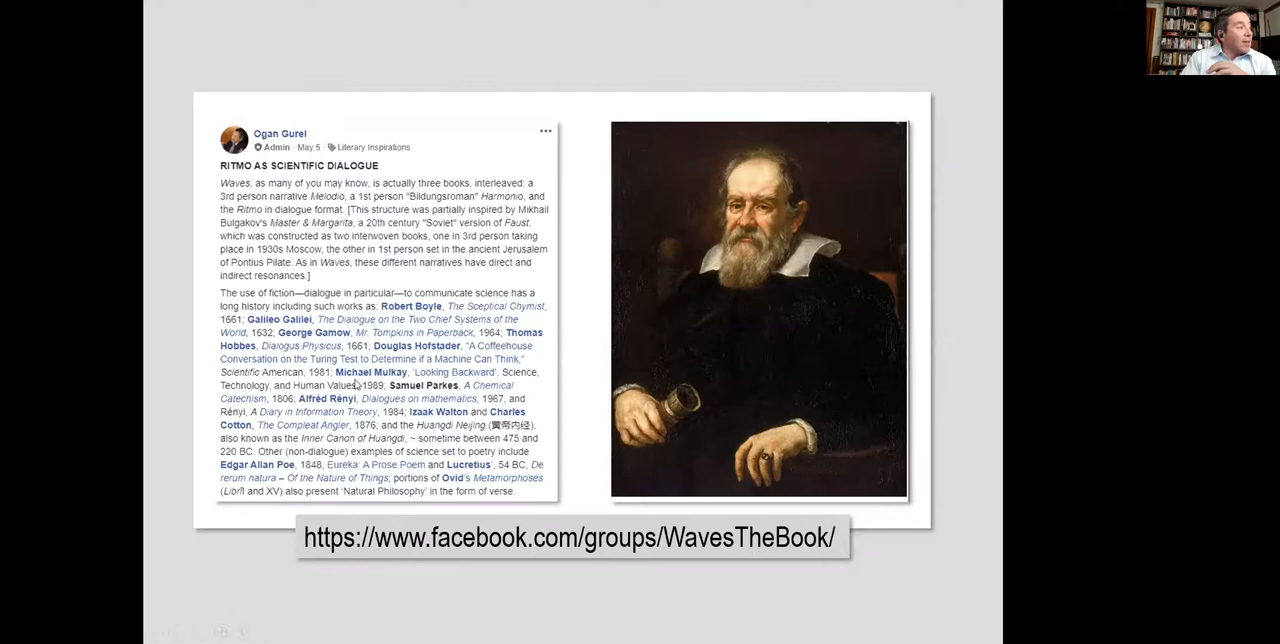 Ogan Gurel
Admin · May 5 · Literary Inspirations
RITMO AS SCIENTIFIC DIALOGUE
Waves, as many of you may know, is actually three books, interleaved: a
3rd person narrative Melodio, a 1st person "Bildungsroman" Harmonio, and
the Ritmo in dialogue format. [This structure was partially inspired by Mikhail
Bulgakov's Master & Margarita, a 20th century "Soviet" version of Faust,
which was constructed as two interwoven books, one in 3rd person taking
place in 1930s Moscow, the other in 1st person set in the ancient Jerusalem
of Pontius Pilate. As in Waves, these different narratives have direct and
indirect resonances.]
The use of fiction—dialogue in particular—to communicate science has a
long history including such works as: Robert Boyle, The Sceptical Chymist,
1661; Galileo Galilei, The Dialogue on the Two Chief Systems of the
World, 1632; George Gamow, Mr. Tompkins in Paperback, 1964; Thomas
Hobbes, Dialogus Physicus, 1661; Douglas Hofstader, “A Coffeehouse
Conversation on the Turing Test to Determine if a Machine Can Think,”
Scientific American, 1981; Michael Mulkay, ‘Looking Backward’. Science,
Technology, and Human Values, 1989; Samuel Parkes, A Chemical
Catechism, 1806; Alfréd Rényi, Dialogues on mathematics, 1967, and
Rényi, A Diary in Information Theory, 1984; Izaak Walton and Charles
Cotton, The Compleat Angler, 1876, and the Huangdi Neijing (黄帝内经),
also known as the Inner Canon of Huangdi, ~ sometime between 475 and
220 BC. Other (non-dialogue) examples of science set to poetry include
Edgar Allan Poe, 1848, Eureka: A Prose Poem and Lucretius', 54 BC, De
rerum natura – Of the Nature of Things; portions of Ovid's Metamorphoses
(LibrII and XV) also present ‘Natural Philosophy’ in the form of verse.
https://www.facebook.com/groups/WavesTheBook/